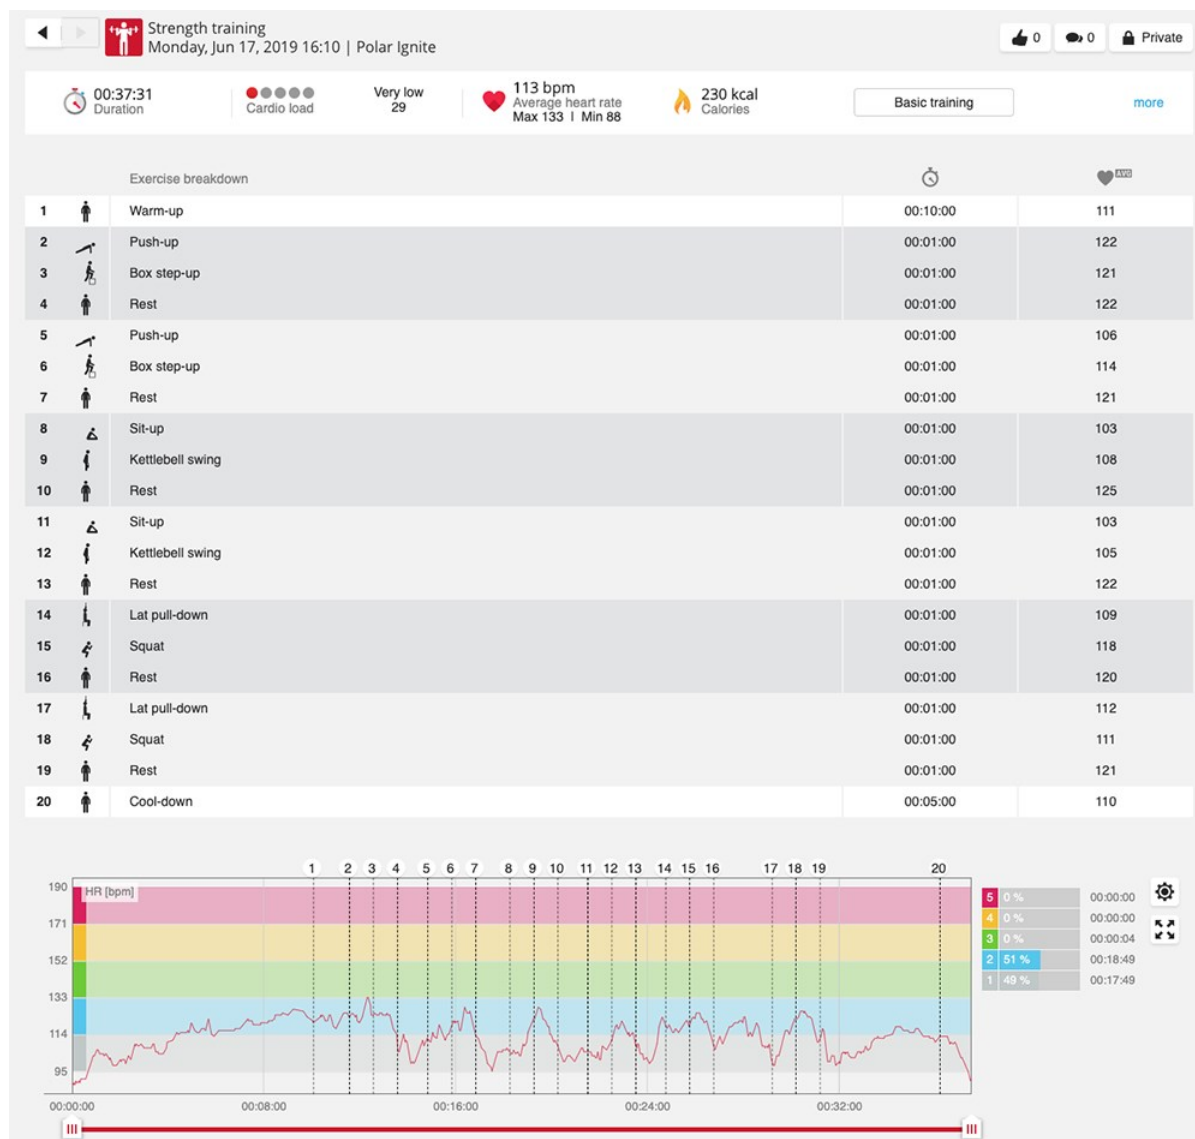 Strength training
Monday, Jun 17, 2019 16:10 | Polar Ignite
0 0 Private
00:37:31 Duration
Cardio load
Very low 29
113 bpm
Average heart rate
Max 133 | Min 88
230 kcal
Calories
Basic training
more
Exercise breakdown AVG
1 Warm-up 00:10:00 111
2 Push-up 00:01:00 122
3 Box step-up 00:01:00 121
4 Rest 00:01:00 122
5 Push-up 00:01:00 106
6 Box step-up 00:01:00 114
7 Rest 00:01:00 121
8 Sit-up 00:01:00 103
9 Kettlebell swing 00:01:00 108
10 Rest 00:01:00 125
11 Sit-up 00:01:00 103
12 Kettlebell swing 00:01:00 105
13 Rest 00:01:00 122
14 Lat pull-down 00:01:00 109
15 Squat 00:01:00 118
16 Rest 00:01:00 120
17 Lat pull-down 00:01:00 112
18 Squat 00:01:00 111
19 Rest 00:01:00 121
20 Cool-down 00:05:00 110
1 2 3 4 5 6 7 8 9 10 11 12 13 14 15 16 17 18 19 20
HR [bpm]
190
171
152
133
114
95
00:00:00 00:08:00 00:16:00 00:24:00 00:32:00
5 0 % 00:00:00
4 0 % 00:00:00
3 0 % 00:00:04
2 51 % 00:18:49
1 49 % 00:17:49